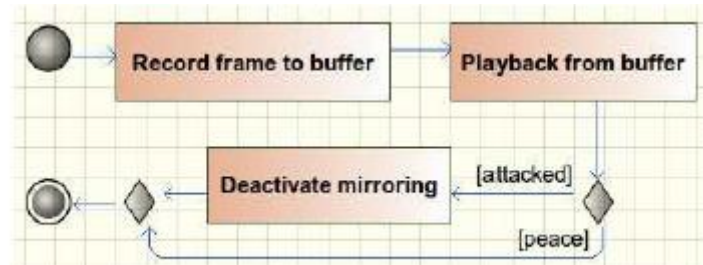 Record frame to buffer
Playback from buffer
Deactivate mirroring
[attacked]
[peace]